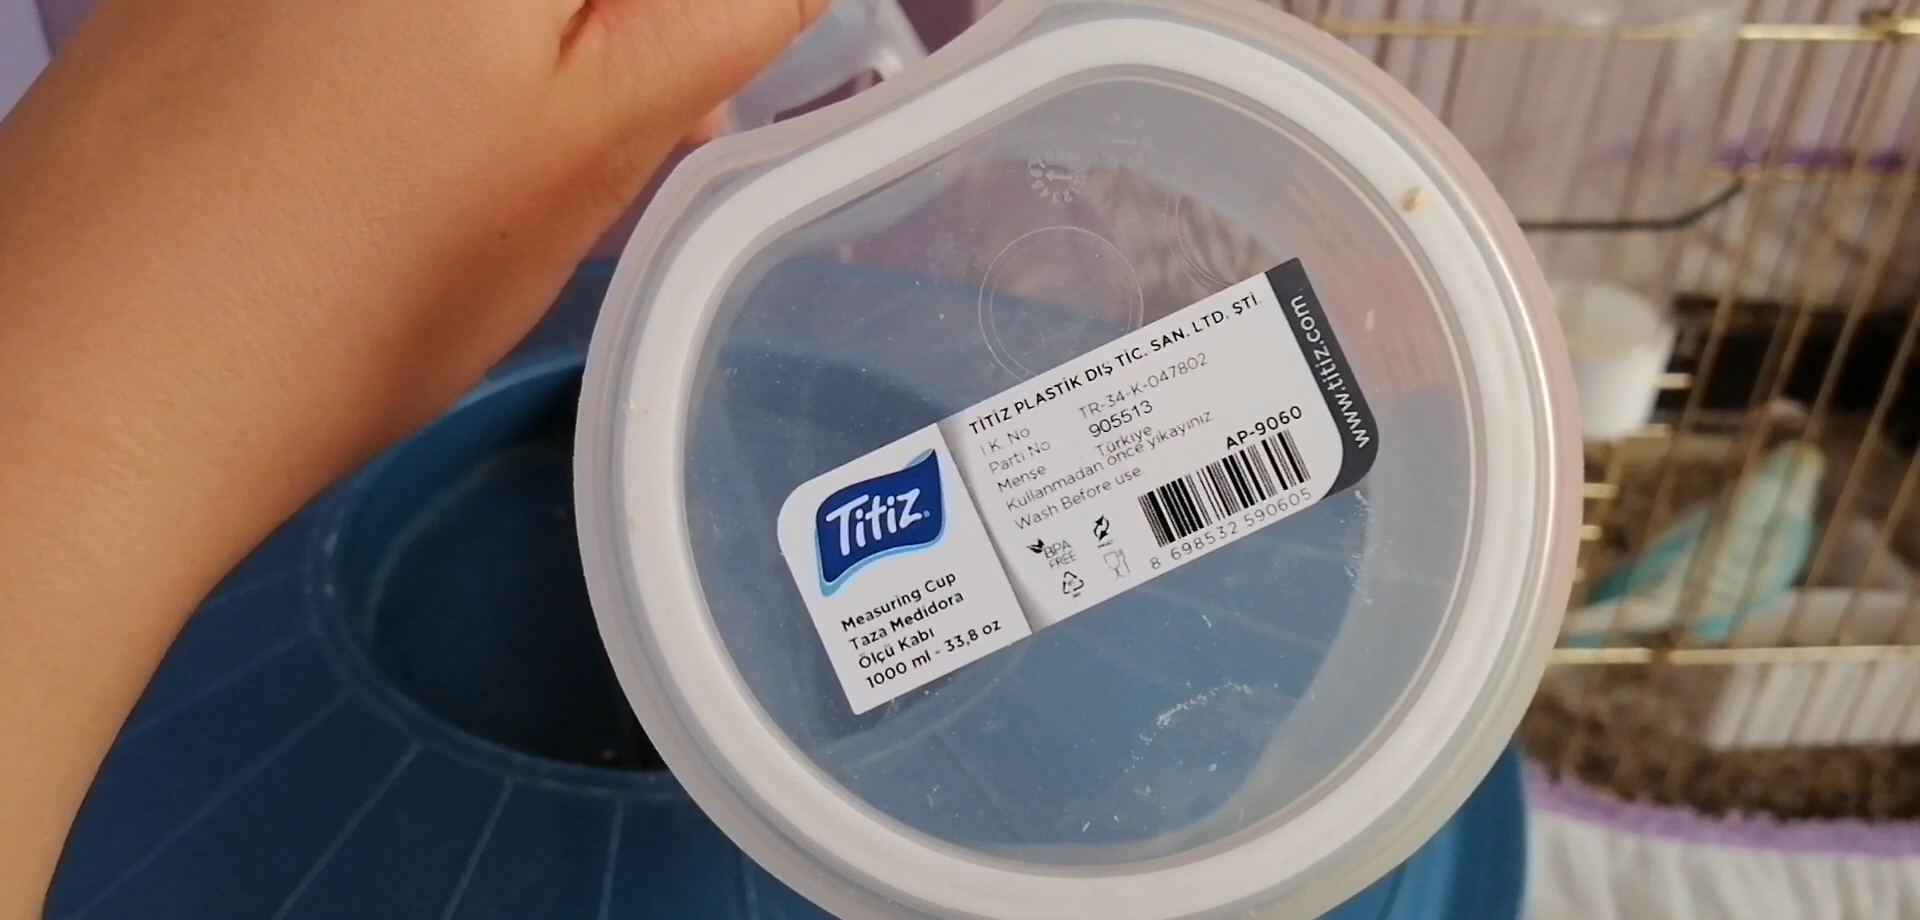 Titiz
Measuring Cup
Taza Medidora
Ölçü Kabı
1000 ml - 33,8 oz
TİTİZ PLASTİK DIŞ TİC. SAN. LTD. ŞTİ.
İ.K. No TR-34-K-047802
Parti No 905513
Menşe Türkiye
Kullanmadan önce yıkayınız
Wash Before use
AP-9060
BPA
FREE
8 698532 590605
www.titiz.com